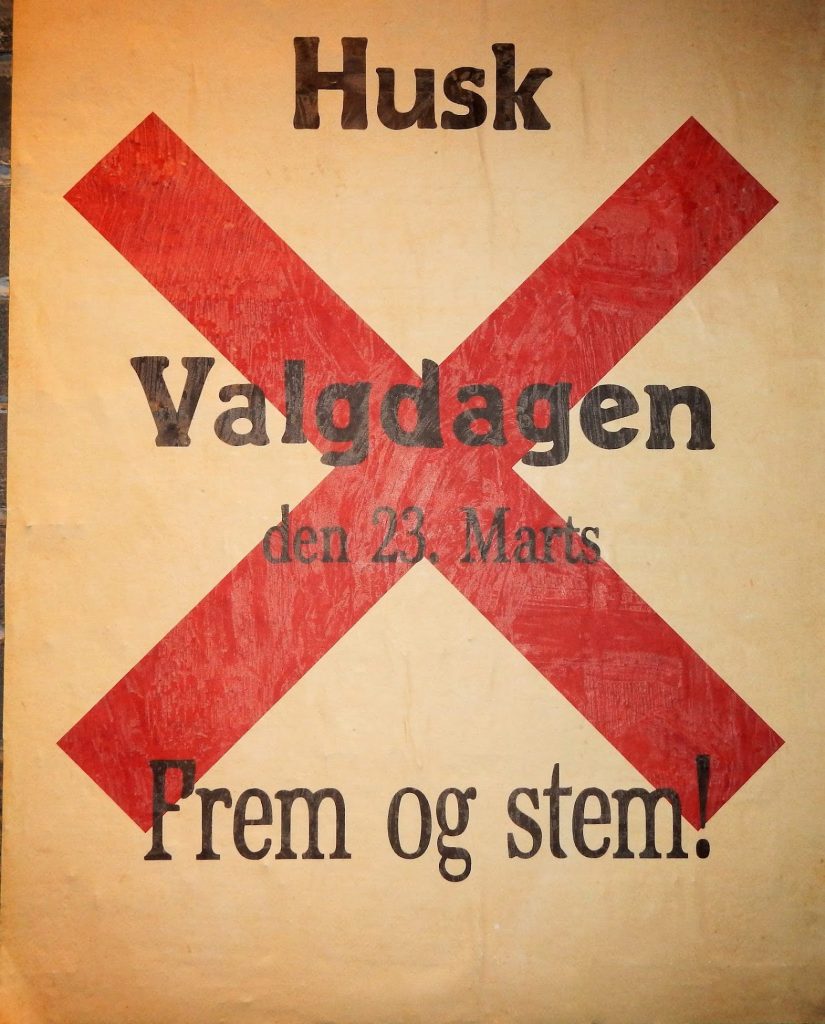 Husk
Valgdagen
den 23. Marts
Frem og stem!